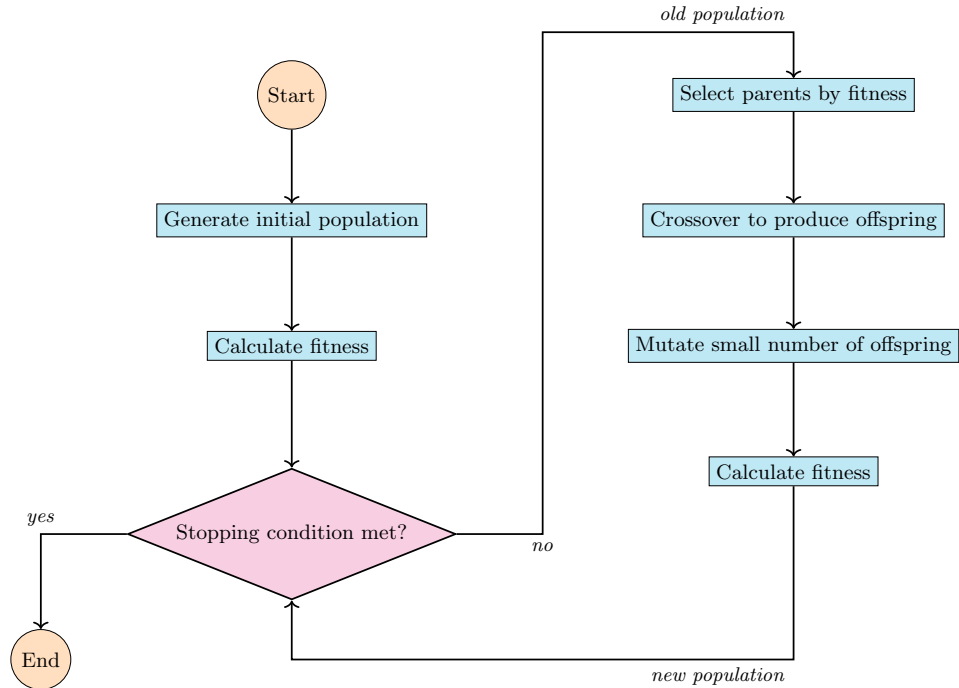 old population
Start
Select parents by fitness
Generate initial population
Crossover to produce offspring
Calculate fitness
Mutate small number of offspring
Calculate fitness
yes
Stopping condition met?
no
End
new population